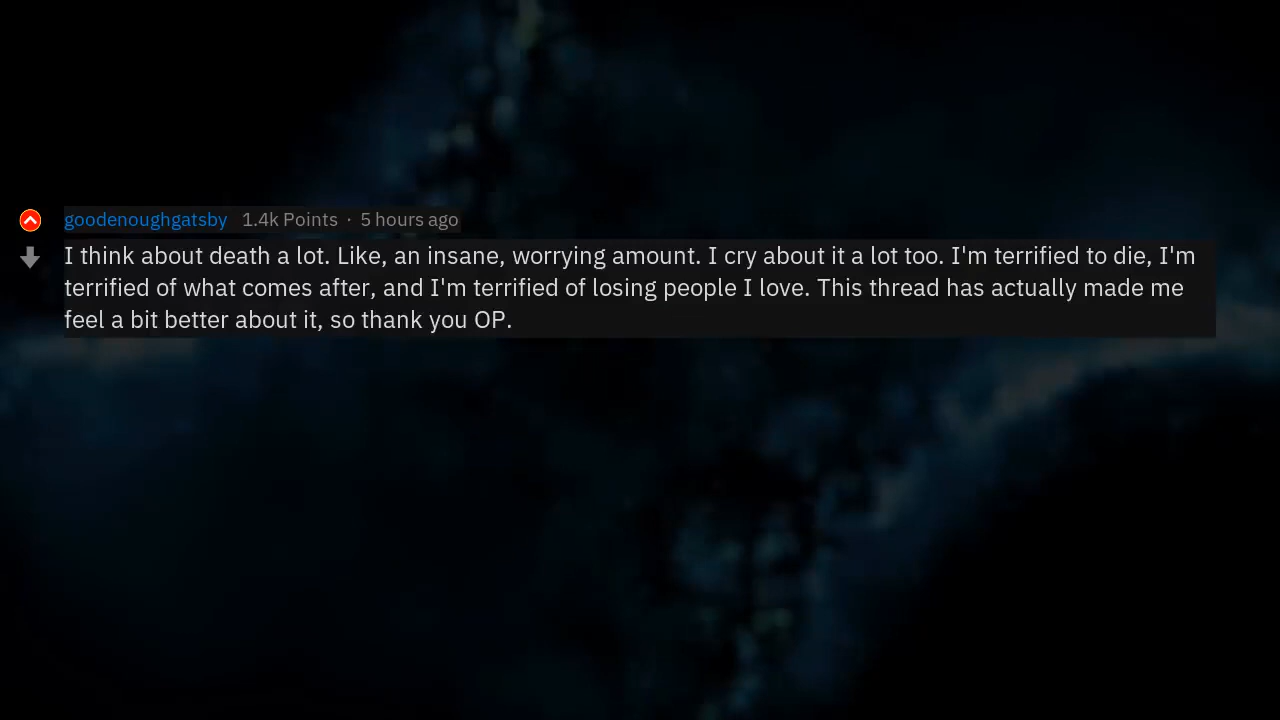 goodenoughgatsby 1.4k Points · 5 hours ago
I think about death a lot. Like, an insane, worrying amount. I cry about it a lot too. I'm terrified to die, I'm
terrified of what comes after, and I'm terrified of losing people I love. This thread has actually made me
feel a bit better about it, so thank you OP.